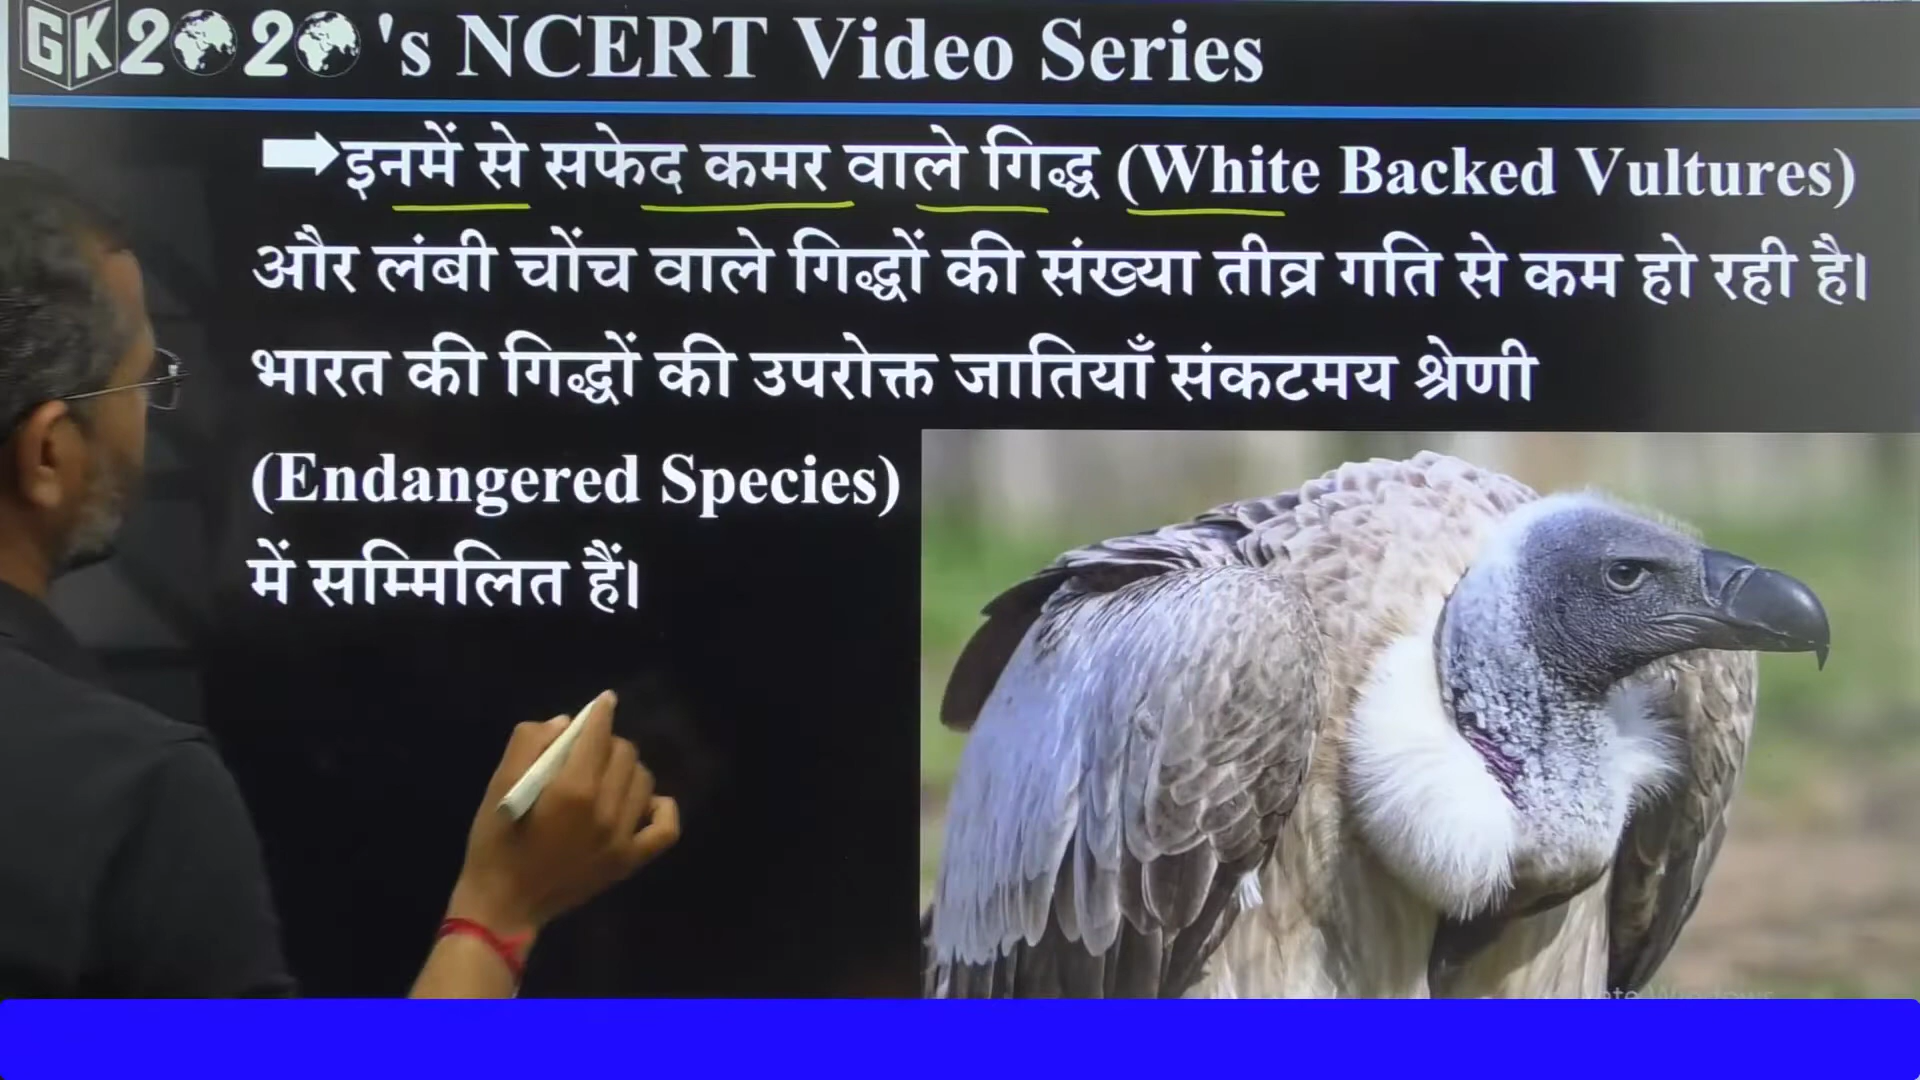 GK2020's NCERT Video Series
➡इनमें से सफेद कमर वाले गिद्ध (White Backed Vultures)
और लंबी चोंच वाले गिद्धों की संख्या तीव्र गति से कम हो रही है।
भारत की गिद्धों की उपरोक्त जातियाँ संकटमय श्रेणी
(Endangered Species)
में सम्मिलित हैं।